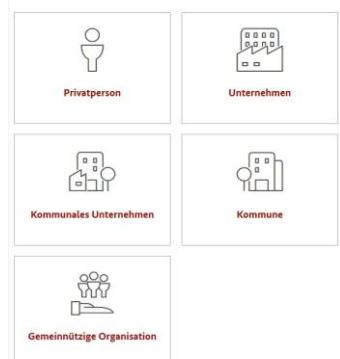 Privatperson
Unternehmen
Kommunales Unternehmen
Kommune
Gemeinnützige Organisation